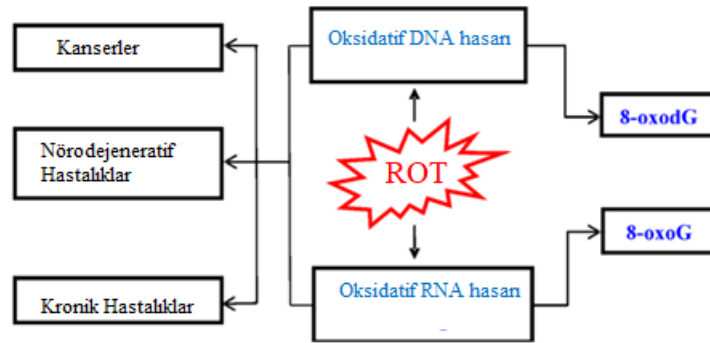 Kanserler
Oksidatif DNA hasarı
8-oxodG
Nörodejeneratif
Hastalıklar
ROT
8-oxoG
Kronik Hastalıklar
Oksidatif RNA hasarı